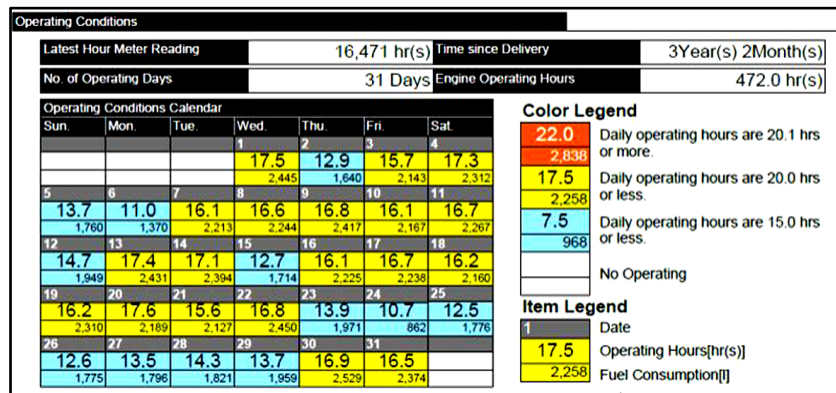 Operating Conditions
Latest Hour Meter Reading 16,471 hr(s) Time since Delivery 3Year(s) 2Month(s)
No. of Operating Days 31 Days Engine Operating Hours 472.0 hr(s)
Operating Conditions Calendar
Sun. Mon. Tue. Wed. Thu. Fri. Sat.
1 2 3 4
17.5 12.9 15.7 17.3
2,445 1,640 2,143 2,312
5 6 7 8 9 10 11
13.7 11.0 16.1 16.6 16.8 16.1 16.7
1,760 1,370 2,213 2,244 2,417 2,167 2,267
12 13 14 15 16 17 18
14.7 17.4 17.1 12.7 16.1 16.7 16.2
1,949 2,431 2,394 1,714 2,225 2,238 2,160
19 20 21 22 23 24 25
16.2 17.6 15.6 16.8 13.9 10.7 12.5
2,310 2,189 2,127 2,450 1,971 862 1,776
26 27 28 29 30 31
12.6 13.5 14.3 13.7 16.9 16.5
1,775 1,796 1,821 1,959 2,529 2,374
Color Legend
22.0 Daily operating hours are 20.1 hrs
2,838 or more.
17.5 Daily operating hours are 20.0 hrs
2,258 or less.
7.5 Daily operating hours are 15.0 hrs
968 or less.
No Operating
Item Legend
1 Date
17.5 Operating Hours[hr(s)]
2,258 Fuel Consumption[l]